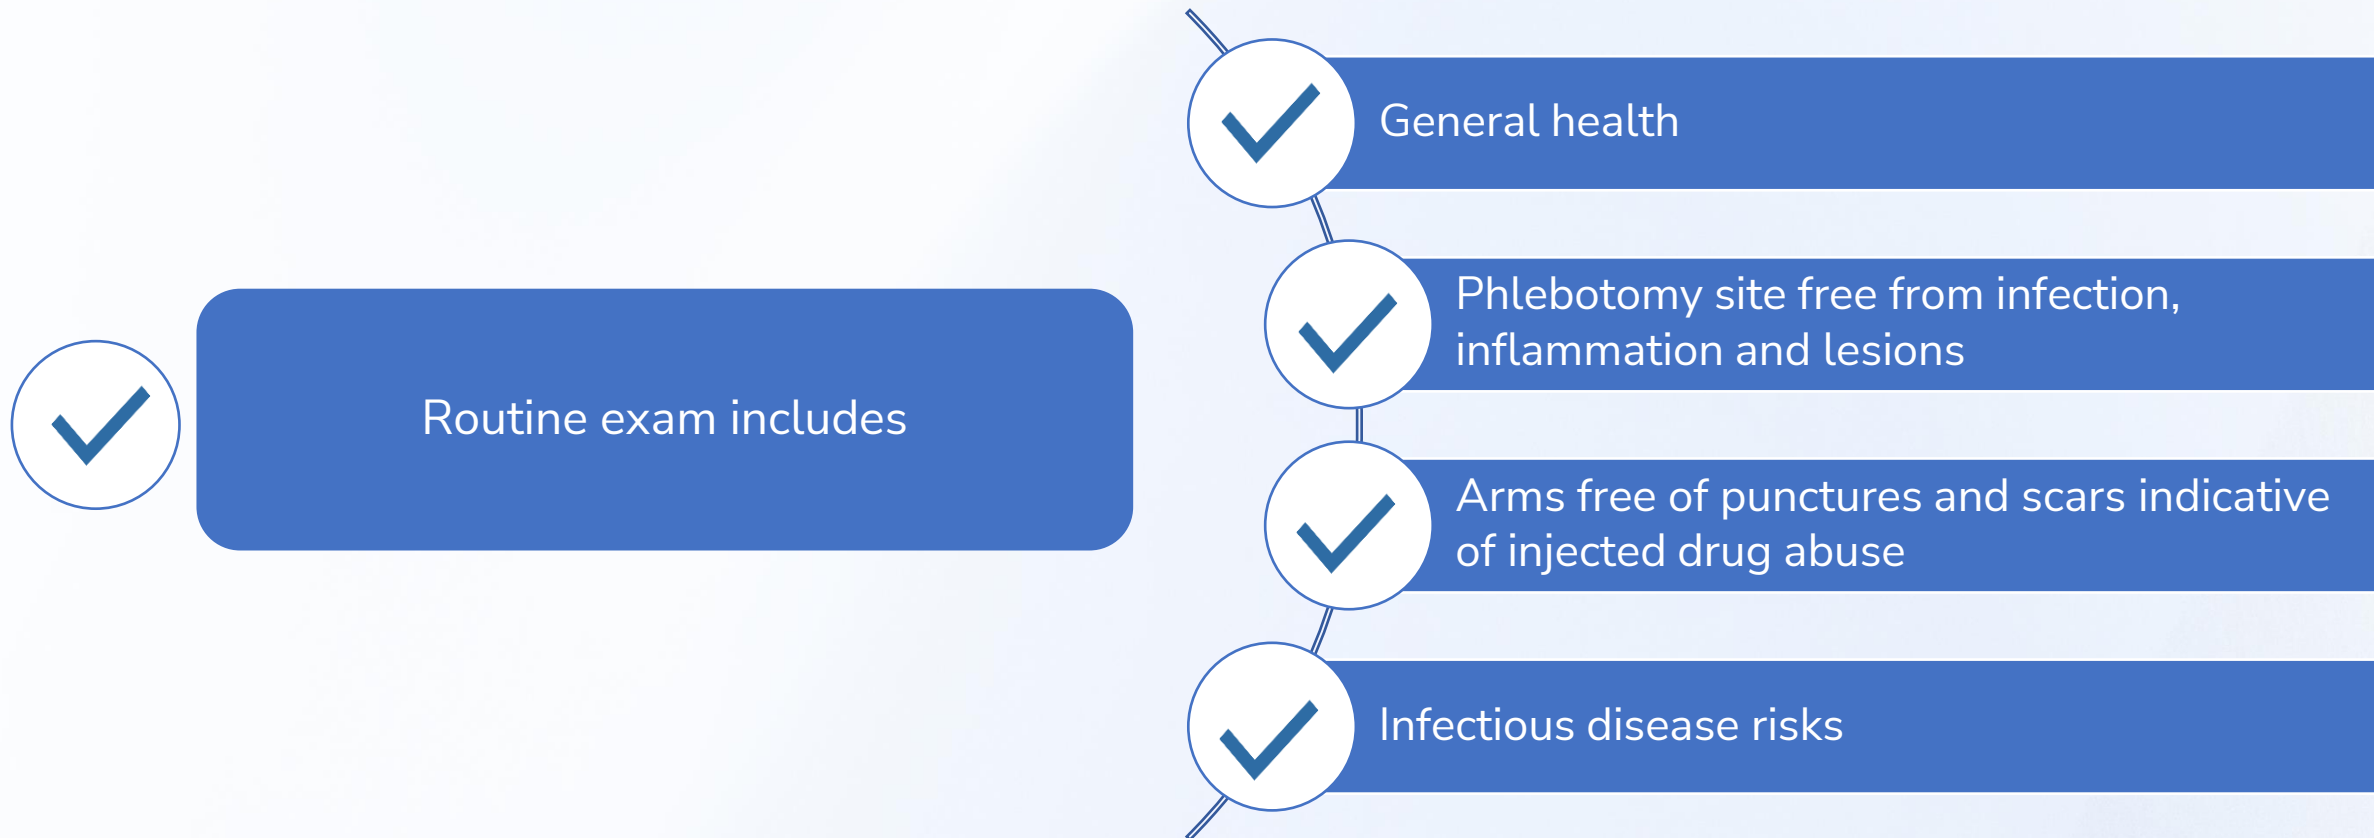 Routine exam includes
General health
Phlebotomy site free from infection,
inflammation and lesions
Arms free of punctures and scars indicative
of injected drug abuse
Infectious disease risks